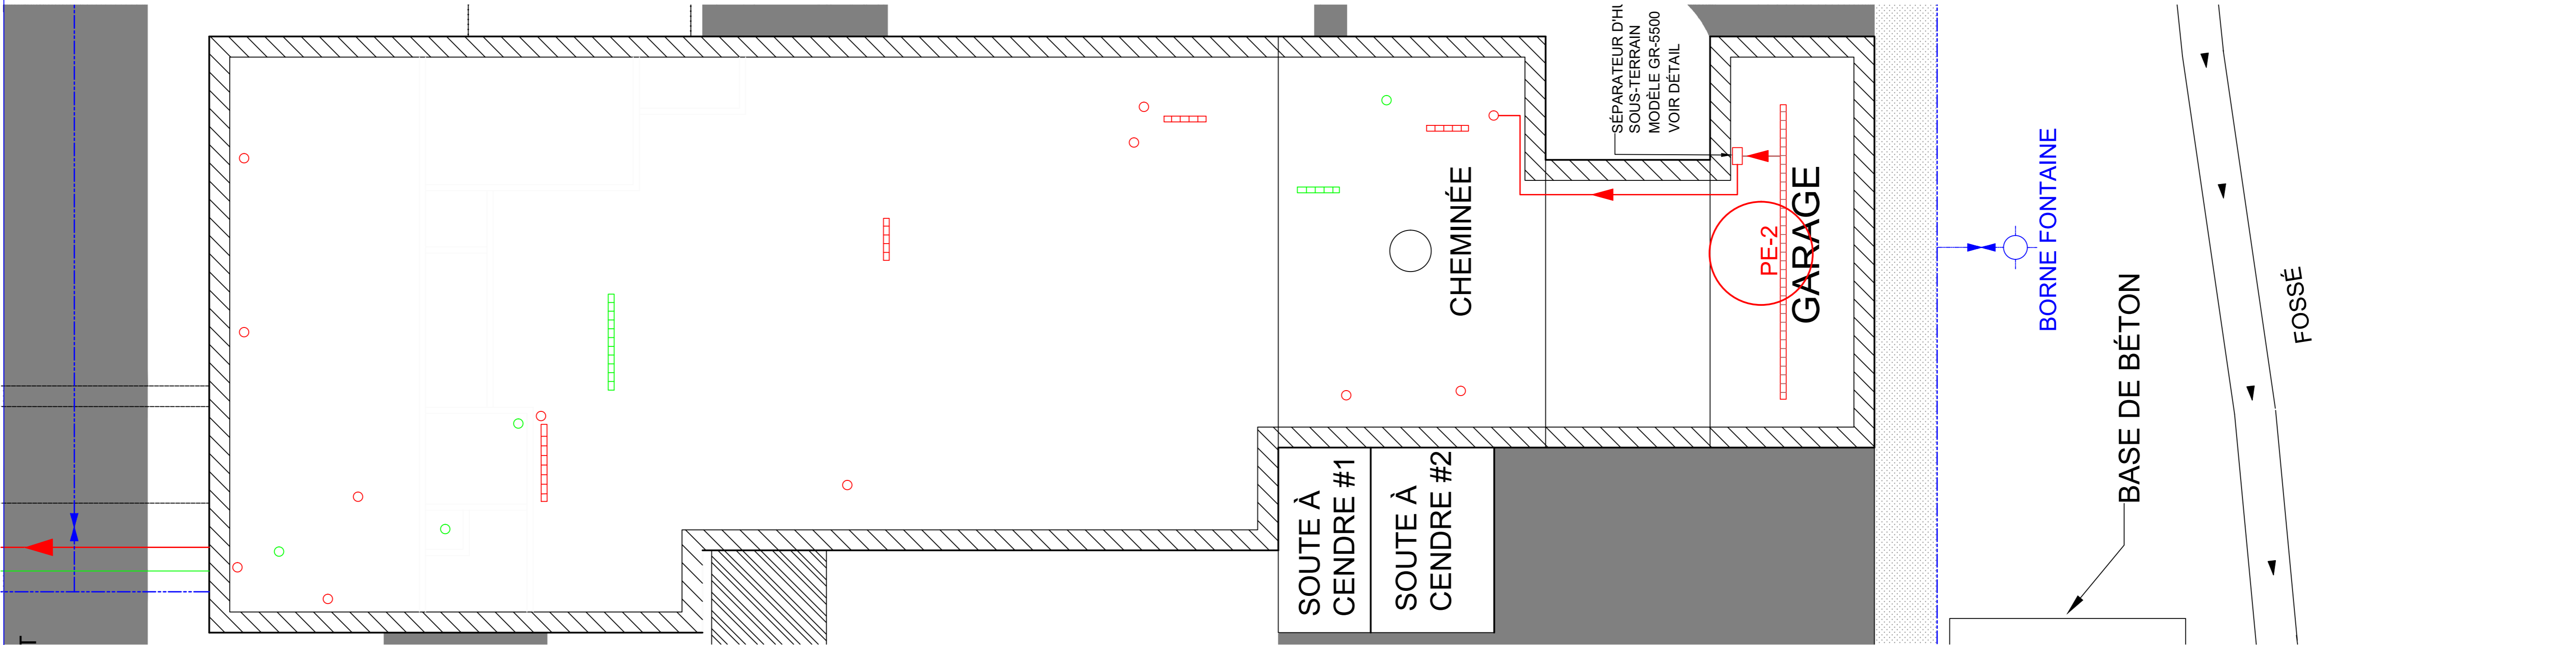 SÉPARATEUR D'HU
SOUS-TERRAIN
MODÈLE GR-5500
VOIR DÉTAIL
CHEMINÉE
PE-2
GARAGE
BORNE FONTAINE
BASE DE BÉTON
FOSSÉ
SOUTE À
CENDRE #1
SOUTE À
CENDRE #2
T